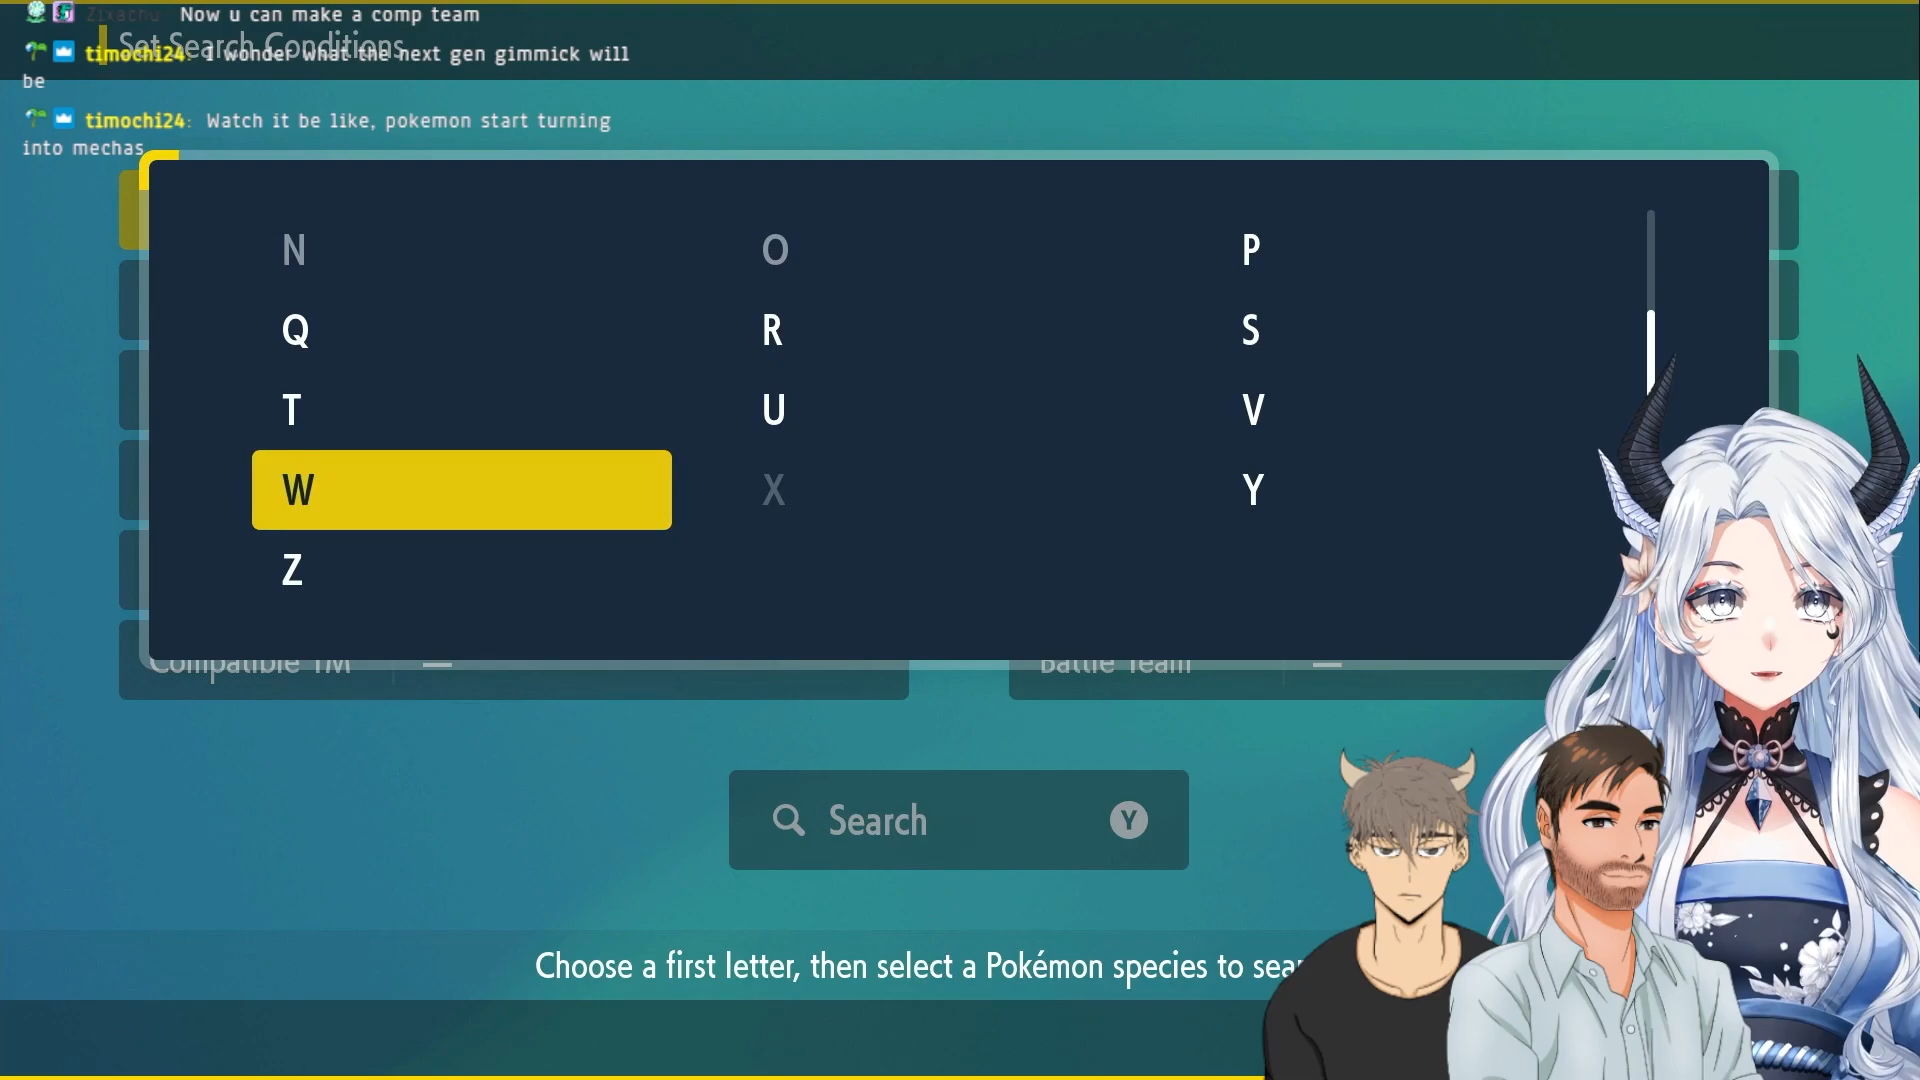 Zixachu Now u can make a comp team
Set Search Conditions
timochi24: I wonder what the next gen gimmick will
be
timochi24: Watch it be like, pokemon start turning
into mechas
N O P
Q R S
T U V
W X Y
Z
Compatible TM —
Battle Team —
Search Y
Choose a first letter, then select a Pokémon species to